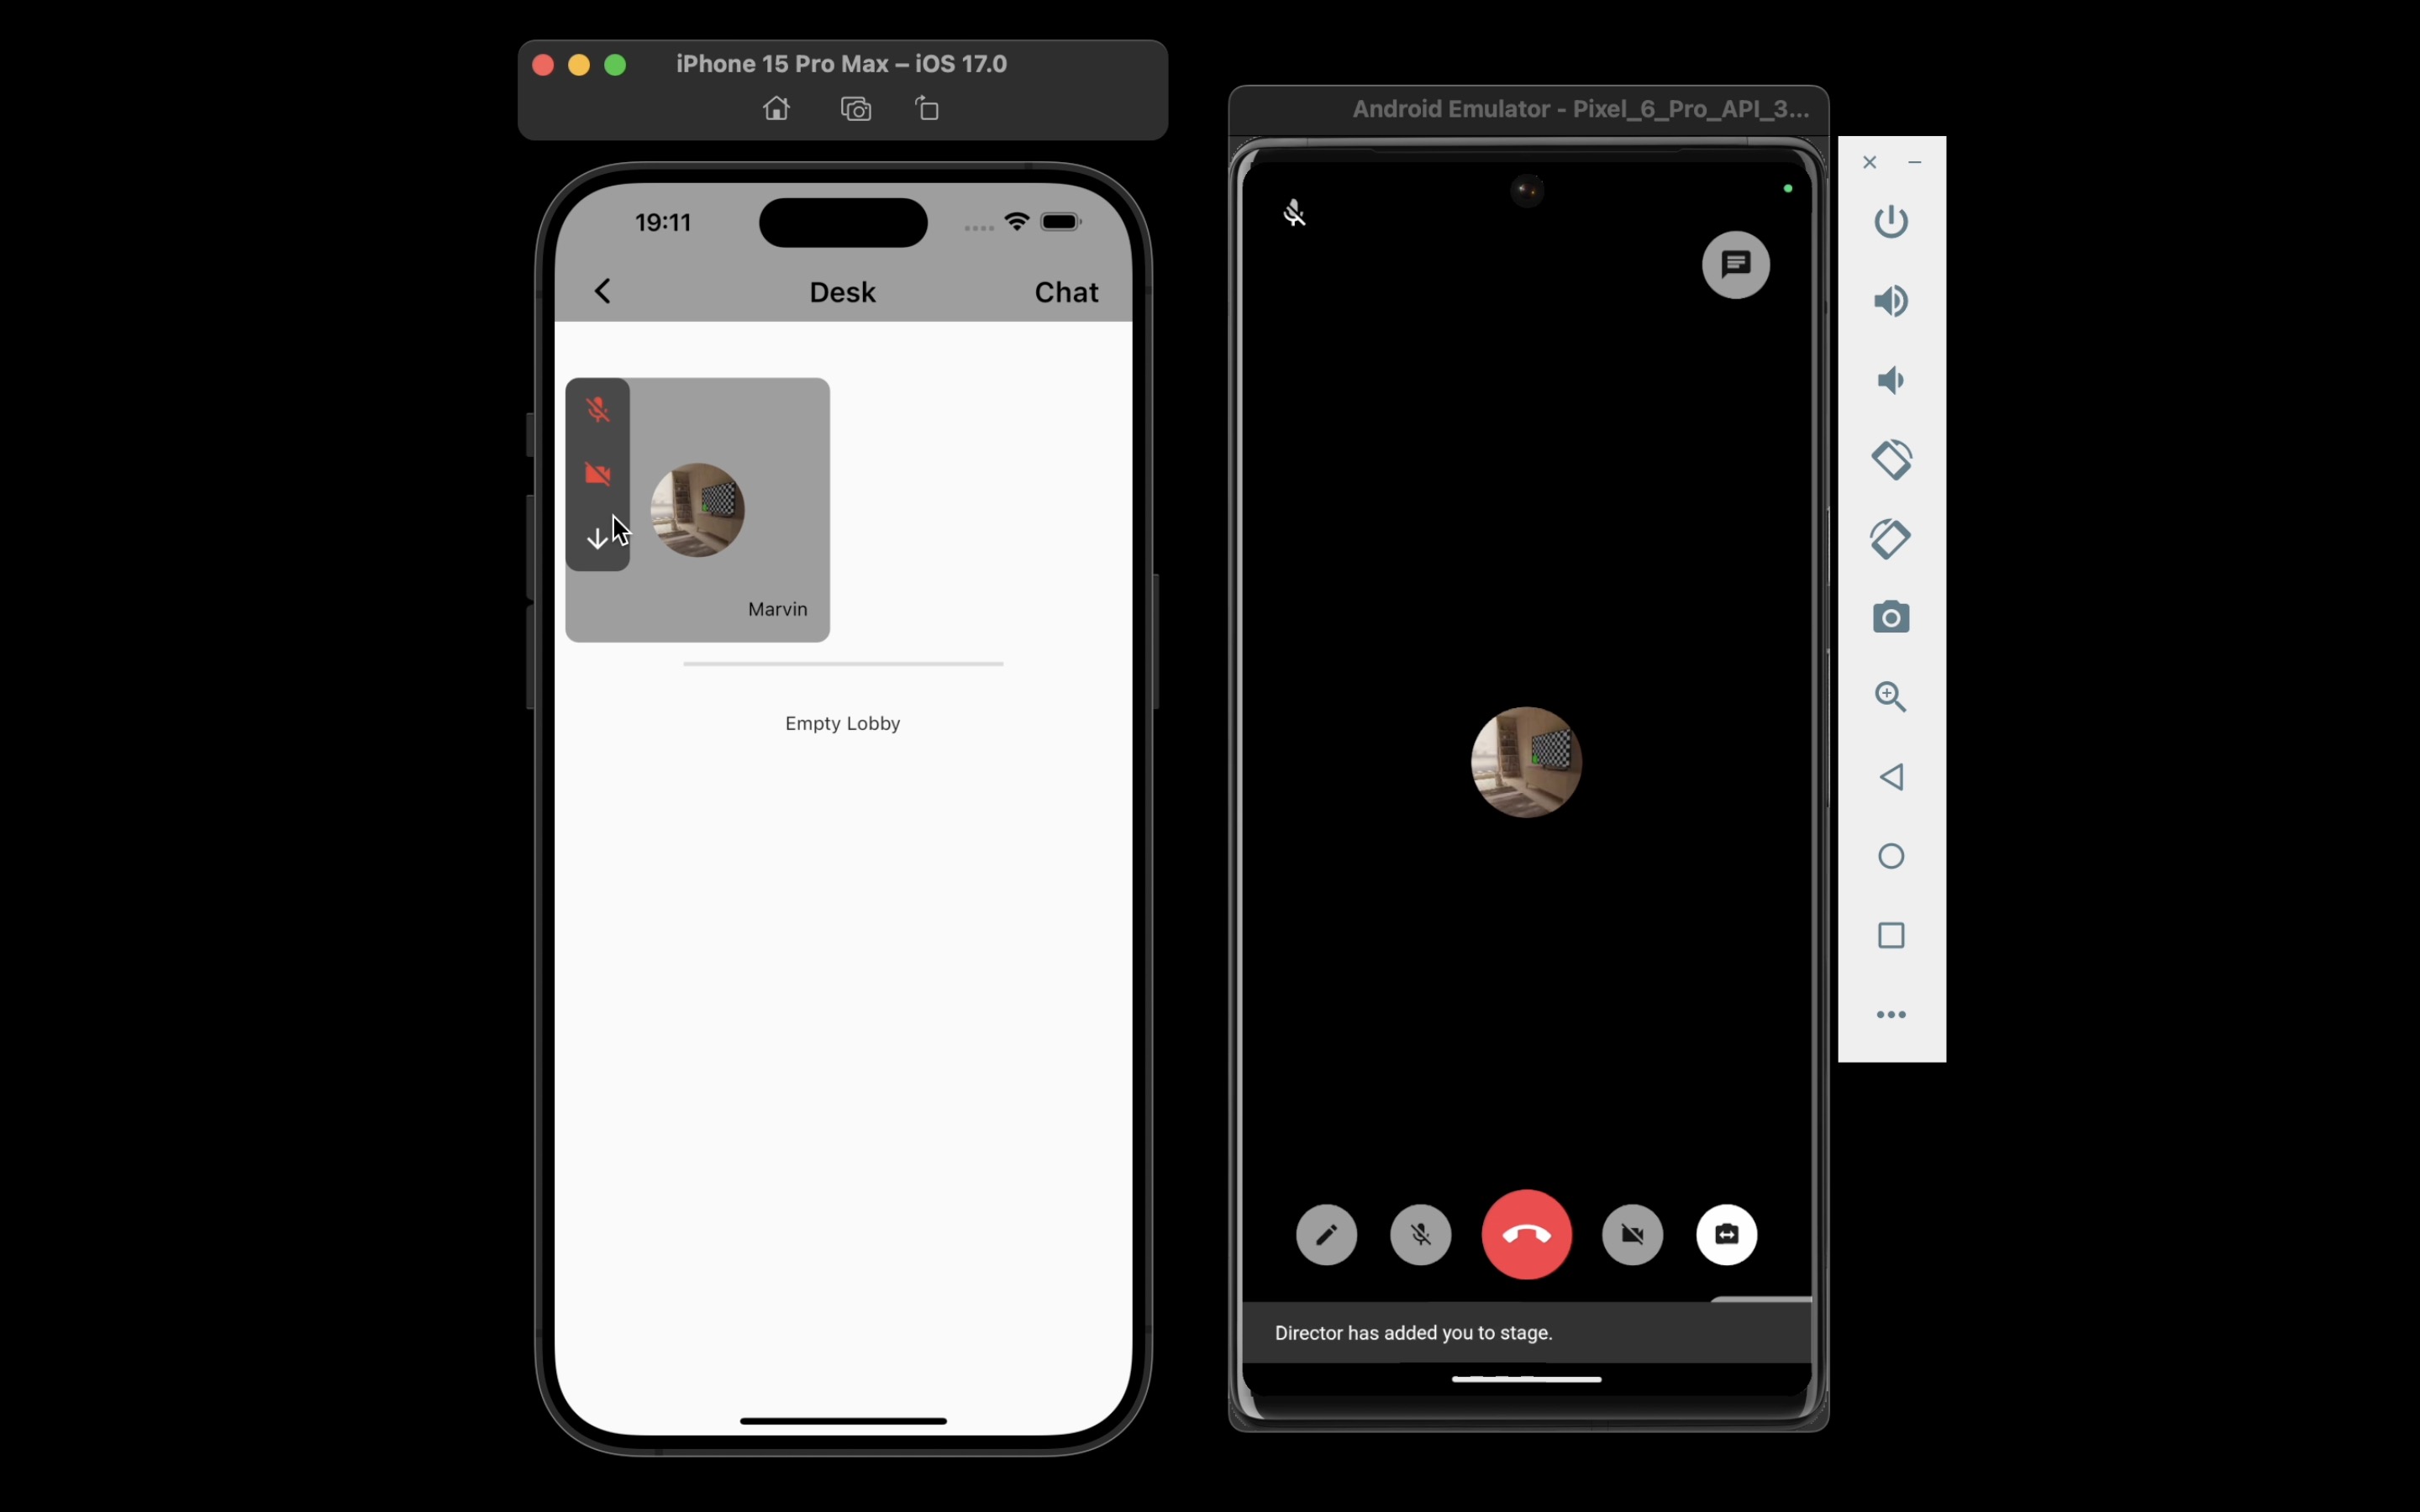 iPhone 15 Pro Max – iOS 17.0
19:11
Desk
Chat
Marvin
Empty Lobby
Android Emulator - Pixel_6_Pro_API_3...
Director has added you to stage.